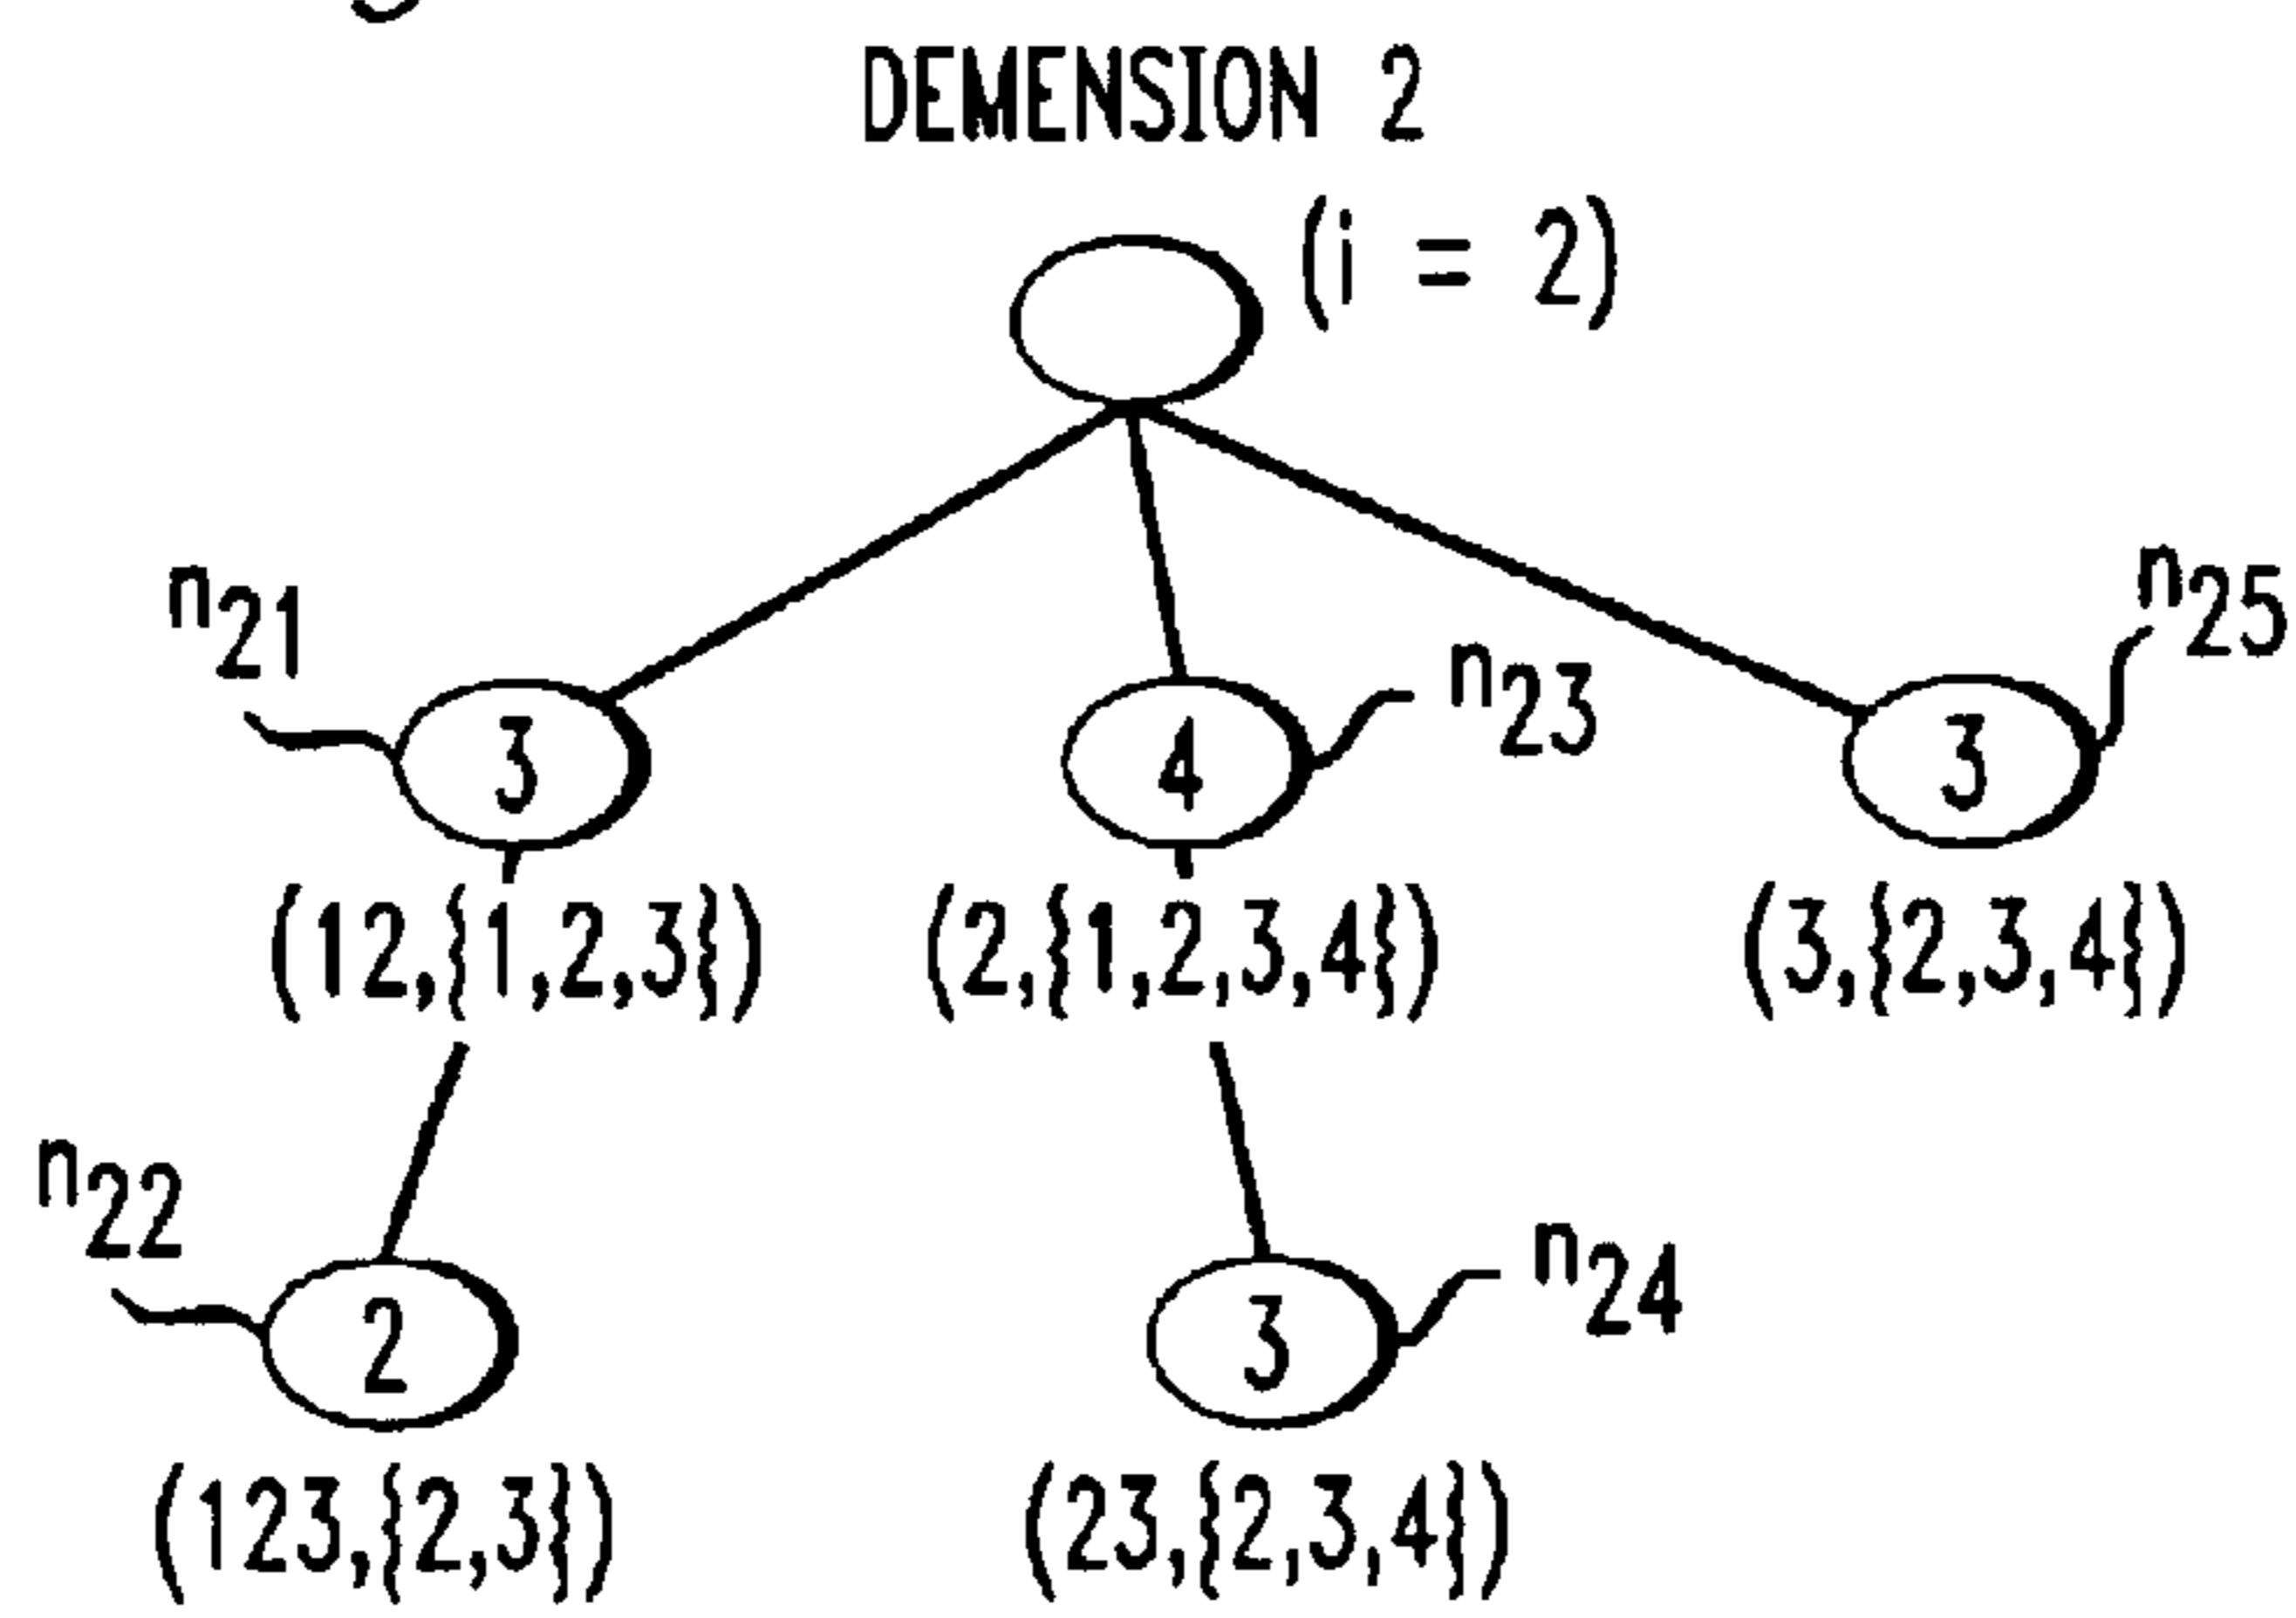 DEMENSION 2
(i = 2)
n21
n23
n25
3
4
3
(12,{1,2,3})
(2,{1,2,3,4})
(3,{2,3,4})
n22
n24
2
3
(123,{2,3})
(23,{2,3,4})